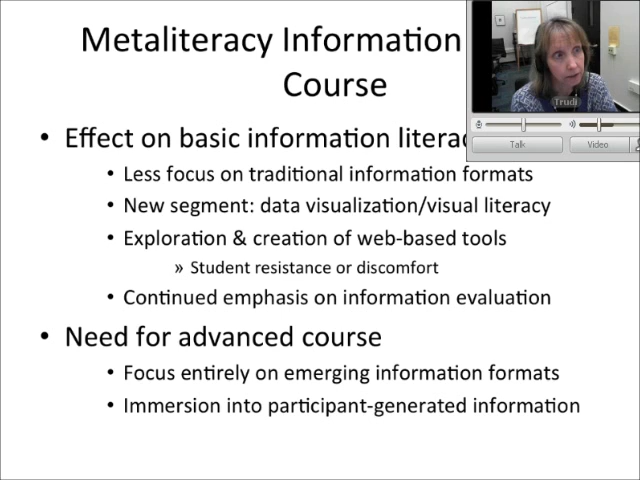 Metaliteracy Information
Course
Trudi
Talk
Video
• Effect on basic information
• Less focus on traditional information formats
• New segment: data visualization/visual literacy
• Exploration & creation of web-based tools
» Student resistance or discomfort
• Continued emphasis on information evaluation
• Need for advanced course
• Focus entirely on emerging information formats
• Immersion into participant-generated information